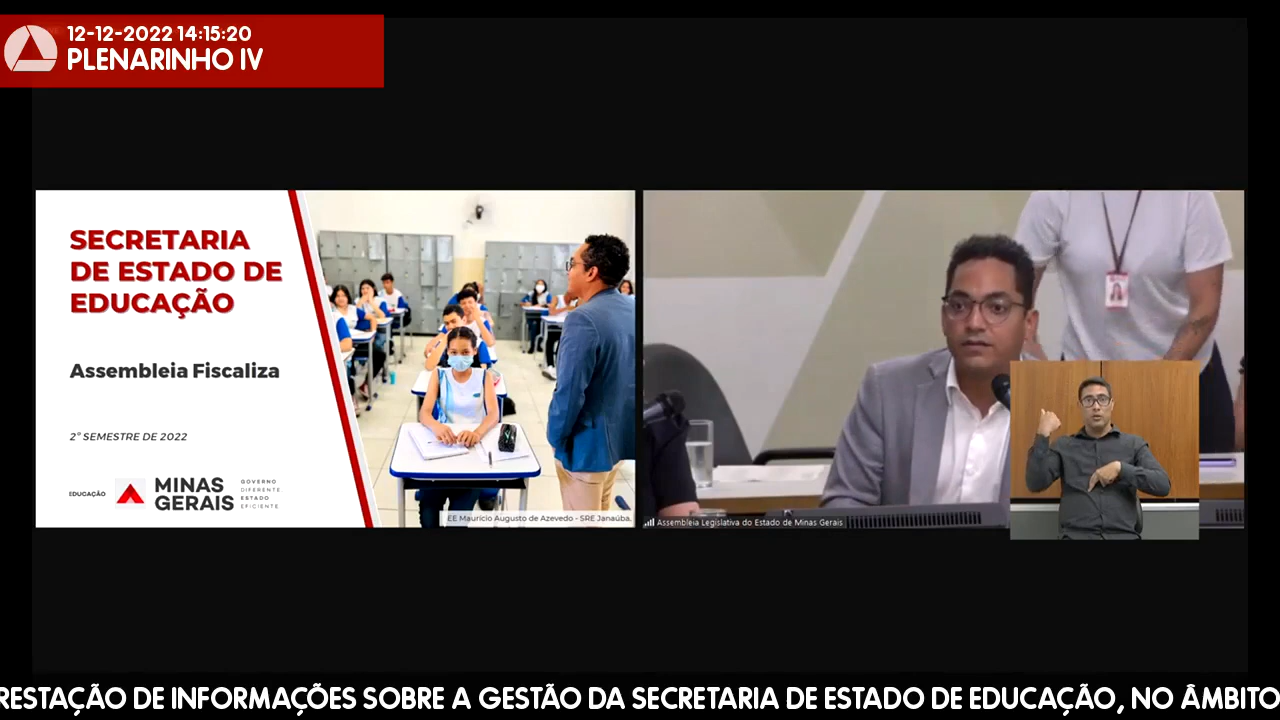 12-12-2022 14:15:20
PLENARINHO IV
SECRETARIA
DE ESTADO DE
EDUCAÇÃO
Assembleia Fiscaliza
2º SEMESTRE DE 2022
EDUCAÇÃO
MINAS
GERAIS
GOVERNO
DIFERENTE.
ESTADO
EFICIENTE.
EE Maurício Augusto de Azevedo - SRE Janaúba.
Assembleia Legislativa do Estado de Minas Gerais
RESTAÇÃO DE INFORMAÇÕES SOBRE A GESTÃO DA SECRETARIA DE ESTADO DE EDUCAÇÃO, NO ÂMBITO